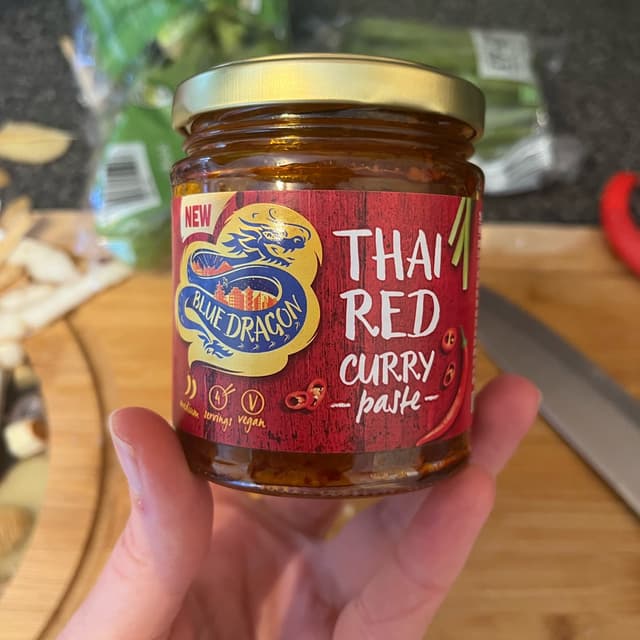 NEW
BLUE DRAGON
THAI
RED
CURRY
paste
medium
4
servings
V
vegan